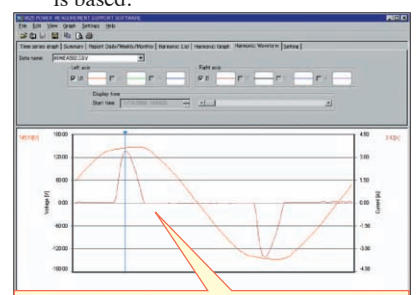 is based:
9625 POWER MEASUREMENT SUPPORT SOFTWARE
File Edit View Graph Settings Help
Time series graph Summary Report Daily/Weekly/Monthly Harmonic List Harmonic Graph Harmonic Waveform Setting
Data name
Left axis
Right axis
Display time
Start time
180.00
120.00
60.00
0.00
-60.00
-120.00
-180.00
Voltage [V]
4.50
3.00
1.50
0.00
-1.50
-3.00
-4.50
Current [A]